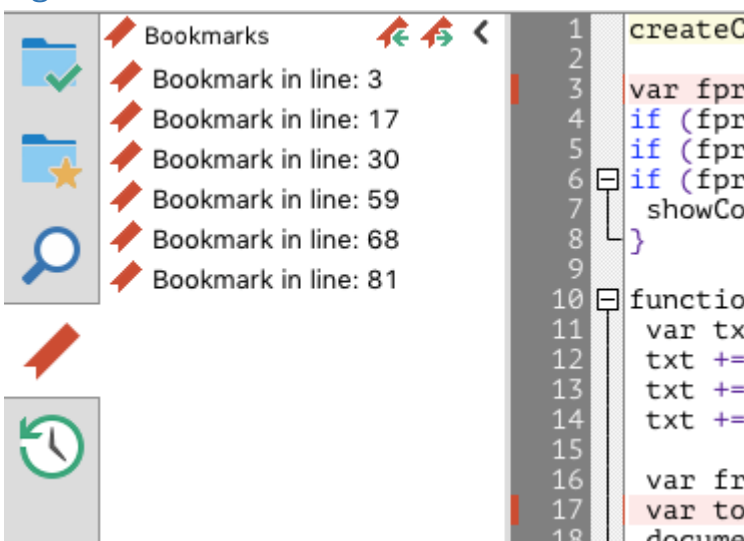 Bookmarks
Bookmark in line: 3
Bookmark in line: 17
Bookmark in line: 30
Bookmark in line: 59
Bookmark in line: 68
Bookmark in line: 81
1 createC
2
3 var fpr
4 if (fpr
5 if (fpr
6 if (fpr
7 showCo
8 }
9
10 functio
11 var tx
12 txt +=
13 txt +=
14 txt +=
15
16 var fr
17 var to
18 docume